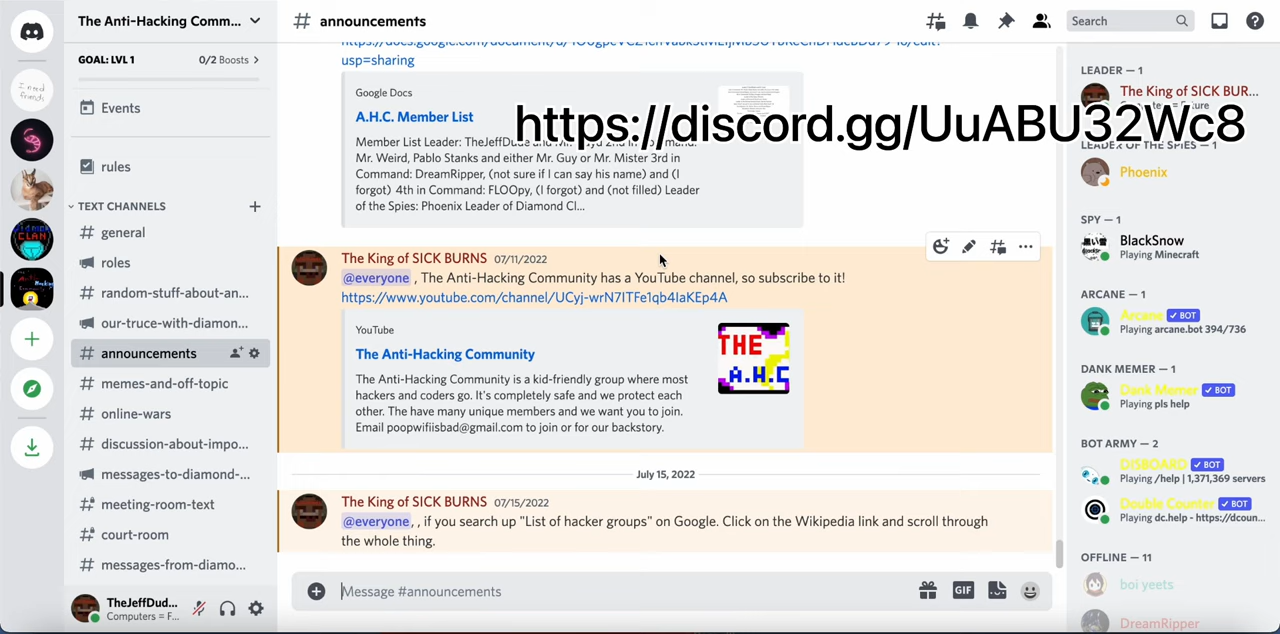 The Anti-Hacking Comm...
GOAL: LVL 1
0/2 Boosts
Events
rules
TEXT CHANNELS
general
roles
random-stuff-about-an...
our-truce-with-diamon...
announcements
memes-and-off-topic
online-wars
discussion-about-impo...
messages-to-diamond-...
meeting-room-text
court-room
messages-from-diamo...
TheJeffDud...
Computers = F...
I need
friends
announcements
Search
usp=sharing
Google Docs
A.H.C. Member List
Member List Leader: TheJeffDude and Mr.
Mr. Weird, Pablo Stanks and either Mr. Guy or Mr. Mister 3rd in
Command: DreamRipper, (not sure if I can say his name) and (I
forgot) 4th in Command: FLOOpy, (I forgot) and (not filled) Leader
of the Spies: Phoenix Leader of Diamond Cl...
https://discord.gg/UuABU32Wc8
The King of SICK BURNS 07/11/2022
@everyone , The Anti-Hacking Community has a YouTube channel, so subscribe to it!
https://www.youtube.com/channel/UCyj-wrN7ITFe1qb4IaKEp4A
YouTube
The Anti-Hacking Community
The Anti-Hacking Community is a kid-friendly group where most
hackers and coders go. It's completely safe and we protect each
other. The have many unique members and we want you to join.
Email poopwifiisbad@gmail.com to join or for our backstory.
THE
A.H.C
July 15, 2022
The King of SICK BURNS 07/15/2022
@everyone, , if you search up "List of hacker groups" on Google. Click on the Wikipedia link and scroll through
the whole thing.
Message #announcements
GIF
LEADER — 1
The King of SICK BUR...
LEADER OF THE SPIES — 1
Phoenix
SPY — 1
BlackSnow
Playing Minecraft
ARCANE — 1
Arcane BOT
Playing arcane.bot 394/736
DANK MEMER — 1
Dank Memer BOT
Playing pls help
BOT ARMY — 2
DISBOARD BOT
Playing /help | 1,371,369 servers
Double Counter BOT
Playing dc.help - https://dcoun...
OFFLINE — 11
boi yeets
DreamRipper